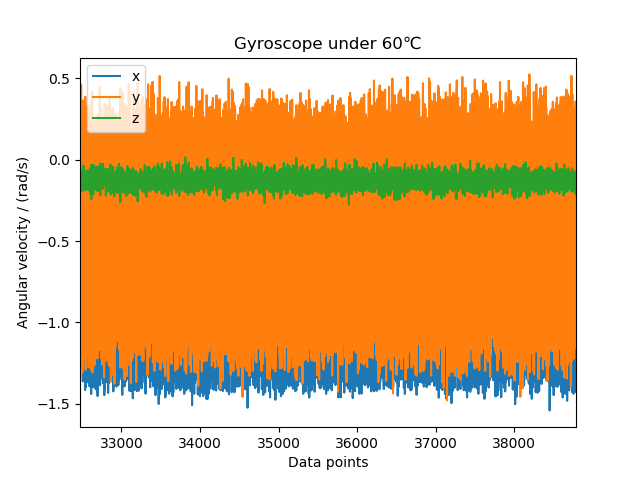 Gyroscope under 60℃
x
y
z
0.5
0.0
−0.5
−1.0
−1.5
Angular velocity / (rad/s)
33000 34000 35000 36000 37000 38000
Data points